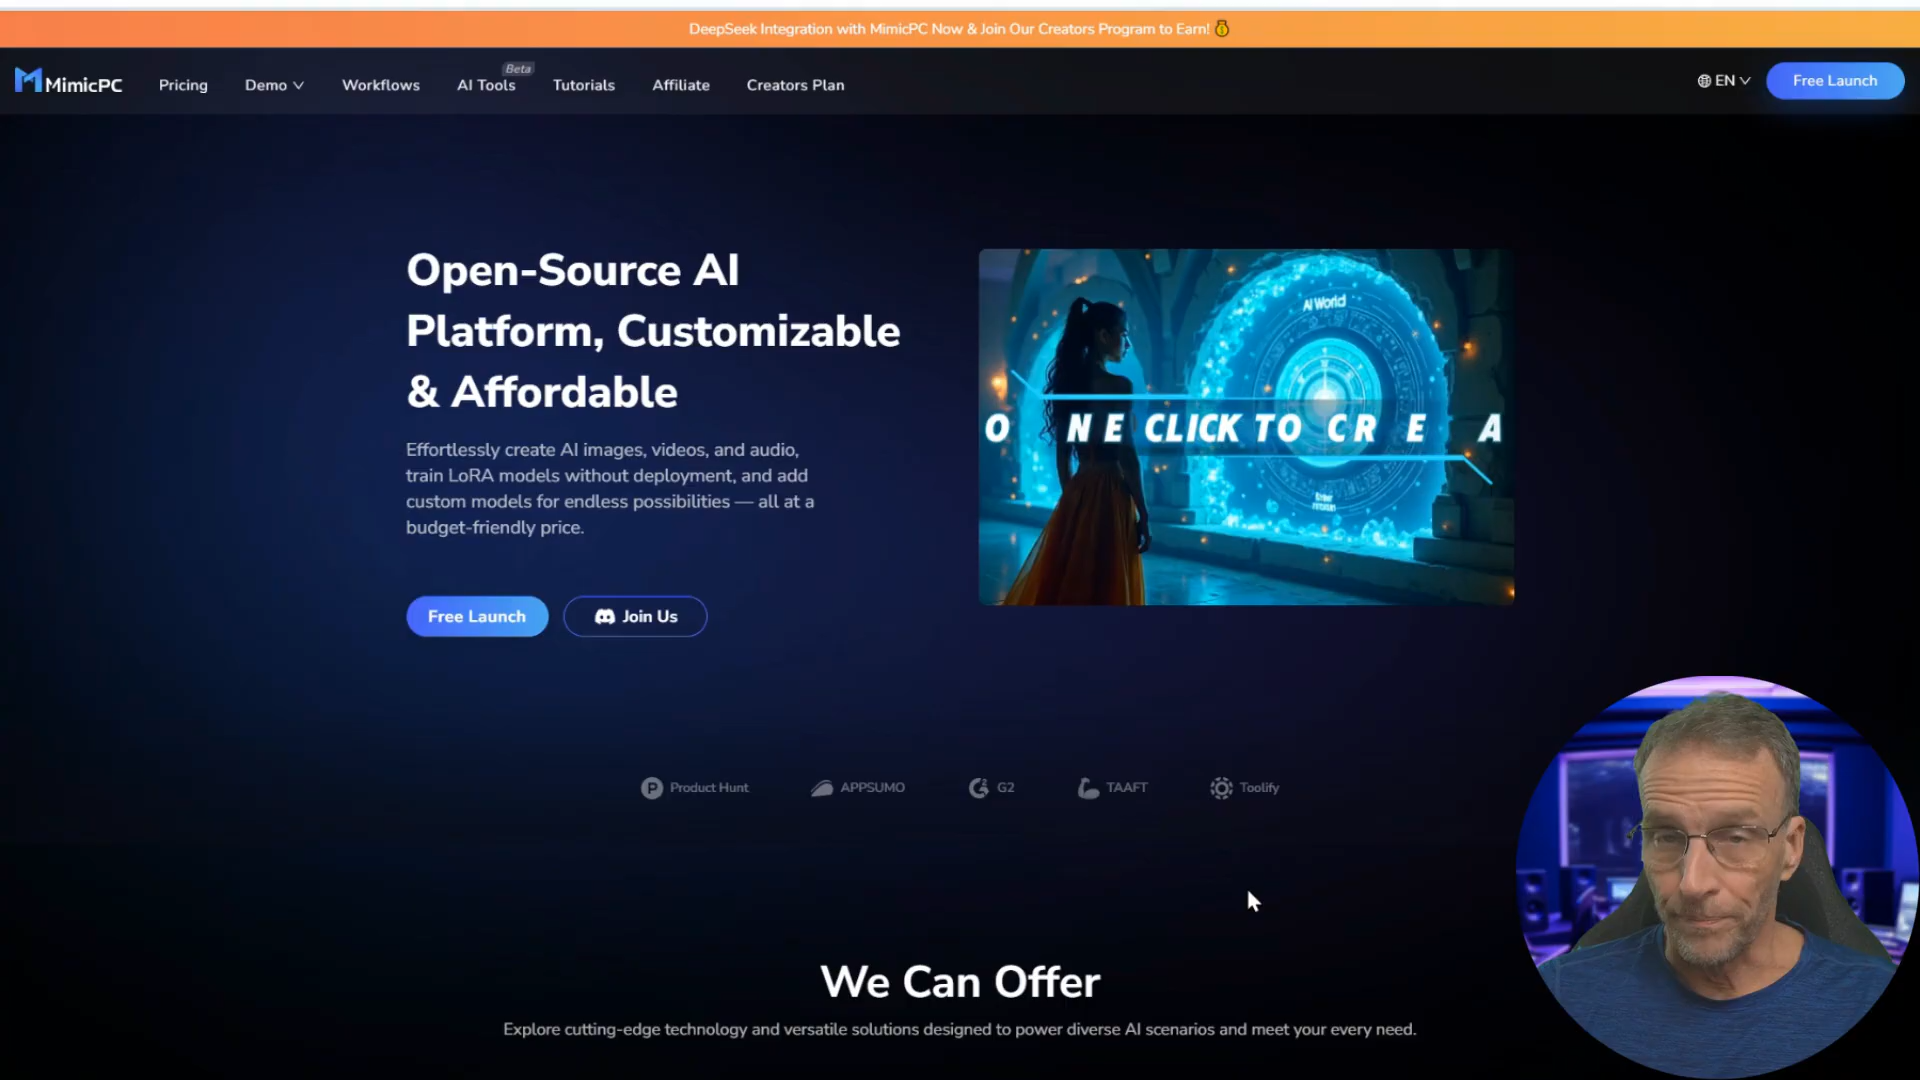 DeepSeek Integration with MimicPC Now & Join Our Creators Program to Earn!
MimicPC
Pricing
Demo
Workflows
AI Tools
Beta
Tutorials
Affiliate
Creators Plan
EN
Free Launch
Open-Source AI
Platform, Customizable
& Affordable
Effortlessly create AI images, videos, and audio,
train LoRA models without deployment, and add
custom models for endless possibilities — all at a
budget-friendly price.
Free Launch
Join Us
AI World
O NE CLICK TO CR E A
Product Hunt
APPSUMO
G2
TAAFT
Toolify
We Can Offer
Explore cutting-edge technology and versatile solutions designed to power diverse AI scenarios and meet your every need.